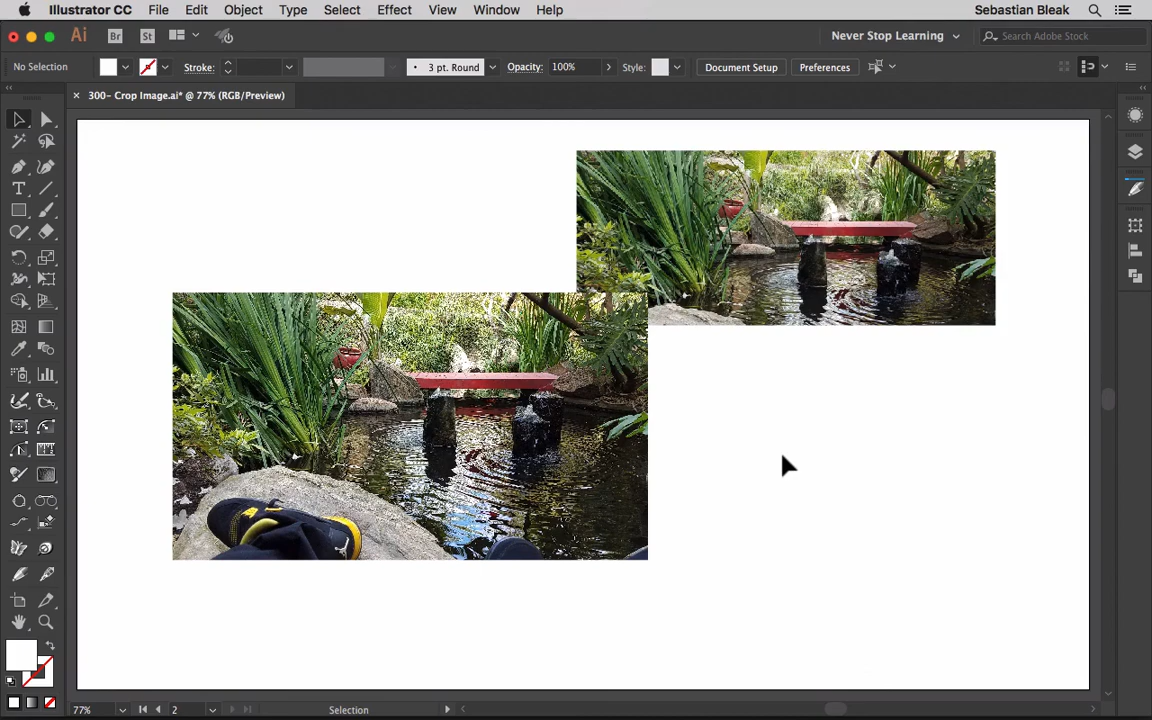 Illustrator CC File Edit Object Type Select Effect View Window Help Sebastian Bleak
Ai Br St Never Stop Learning Search Adobe Stock
No Selection Stroke: 3 pt. Round Opacity: 100% Style: Document Setup Preferences
300- Crop Image.ai* @ 77% (RGB/Preview)
77% 2 Selection